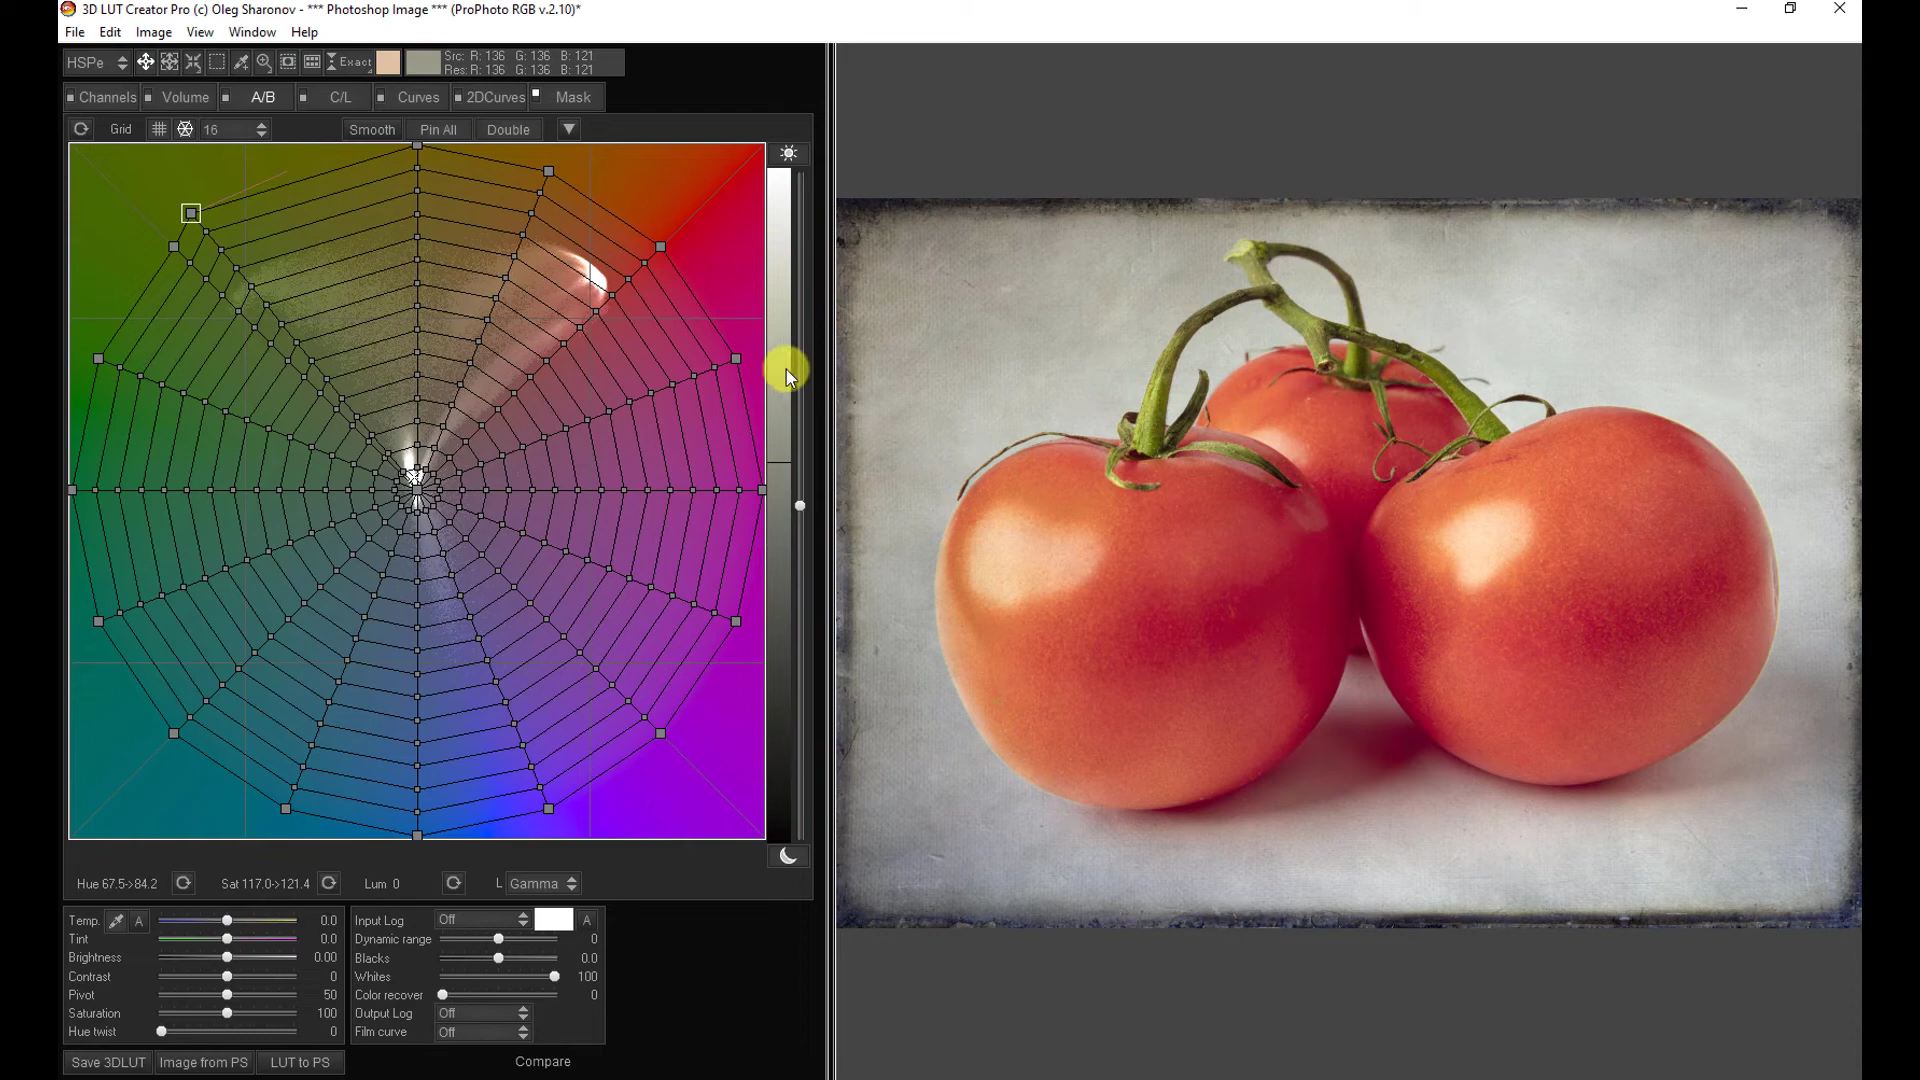 3D LUT Creator Pro (c) Oleg Sharonov - *** Photoshop Image *** (ProPhoto RGB v.2.10)*
File Edit Image View Window Help
HSPe Exact Src: R: 136 G: 136 B: 121
Res: R: 136 G: 136 B: 121
Channels Volume A/B C/L Curves 2DCurves Mask
Grid 16 Smooth Pin All Double
Hue 67.5->84.2 Sat 117.0->121.4 Lum 0 L Gamma
Temp. A 0.0
Tint 0.0
Brightness 0.00
Contrast 0
Pivot 50
Saturation 100
Hue twist 0
Input Log Off A
Dynamic range 0
Blacks 0.0
Whites 100
Color recover 0
Output Log Off
Film curve Off
Save 3DLUT Image from PS LUT to PS Compare